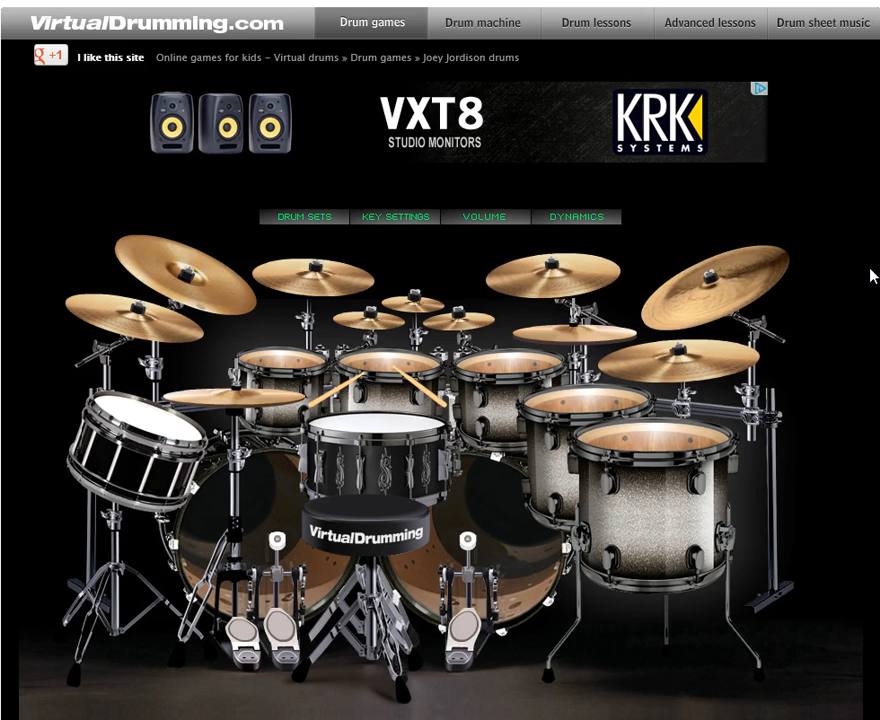 VirtualDrumming.com
Drum games
Drum machine
Drum lessons
Advanced lessons
Drum sheet music
+1
I like this site
Online games for kids – Virtual drums » Drum games » Joey Jordison drums
VXT8
STUDIO MONITORS
KRK
SYSTEMS
DRUM SETS
KEY SETTINGS
VOLUME
DYNAMICS
VirtualDrumming